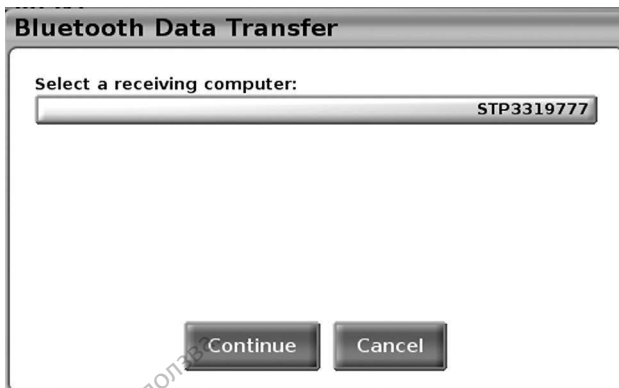 Bluetooth Data Transfer
Select a receiving computer:
STP3319777
Continue
Cancel